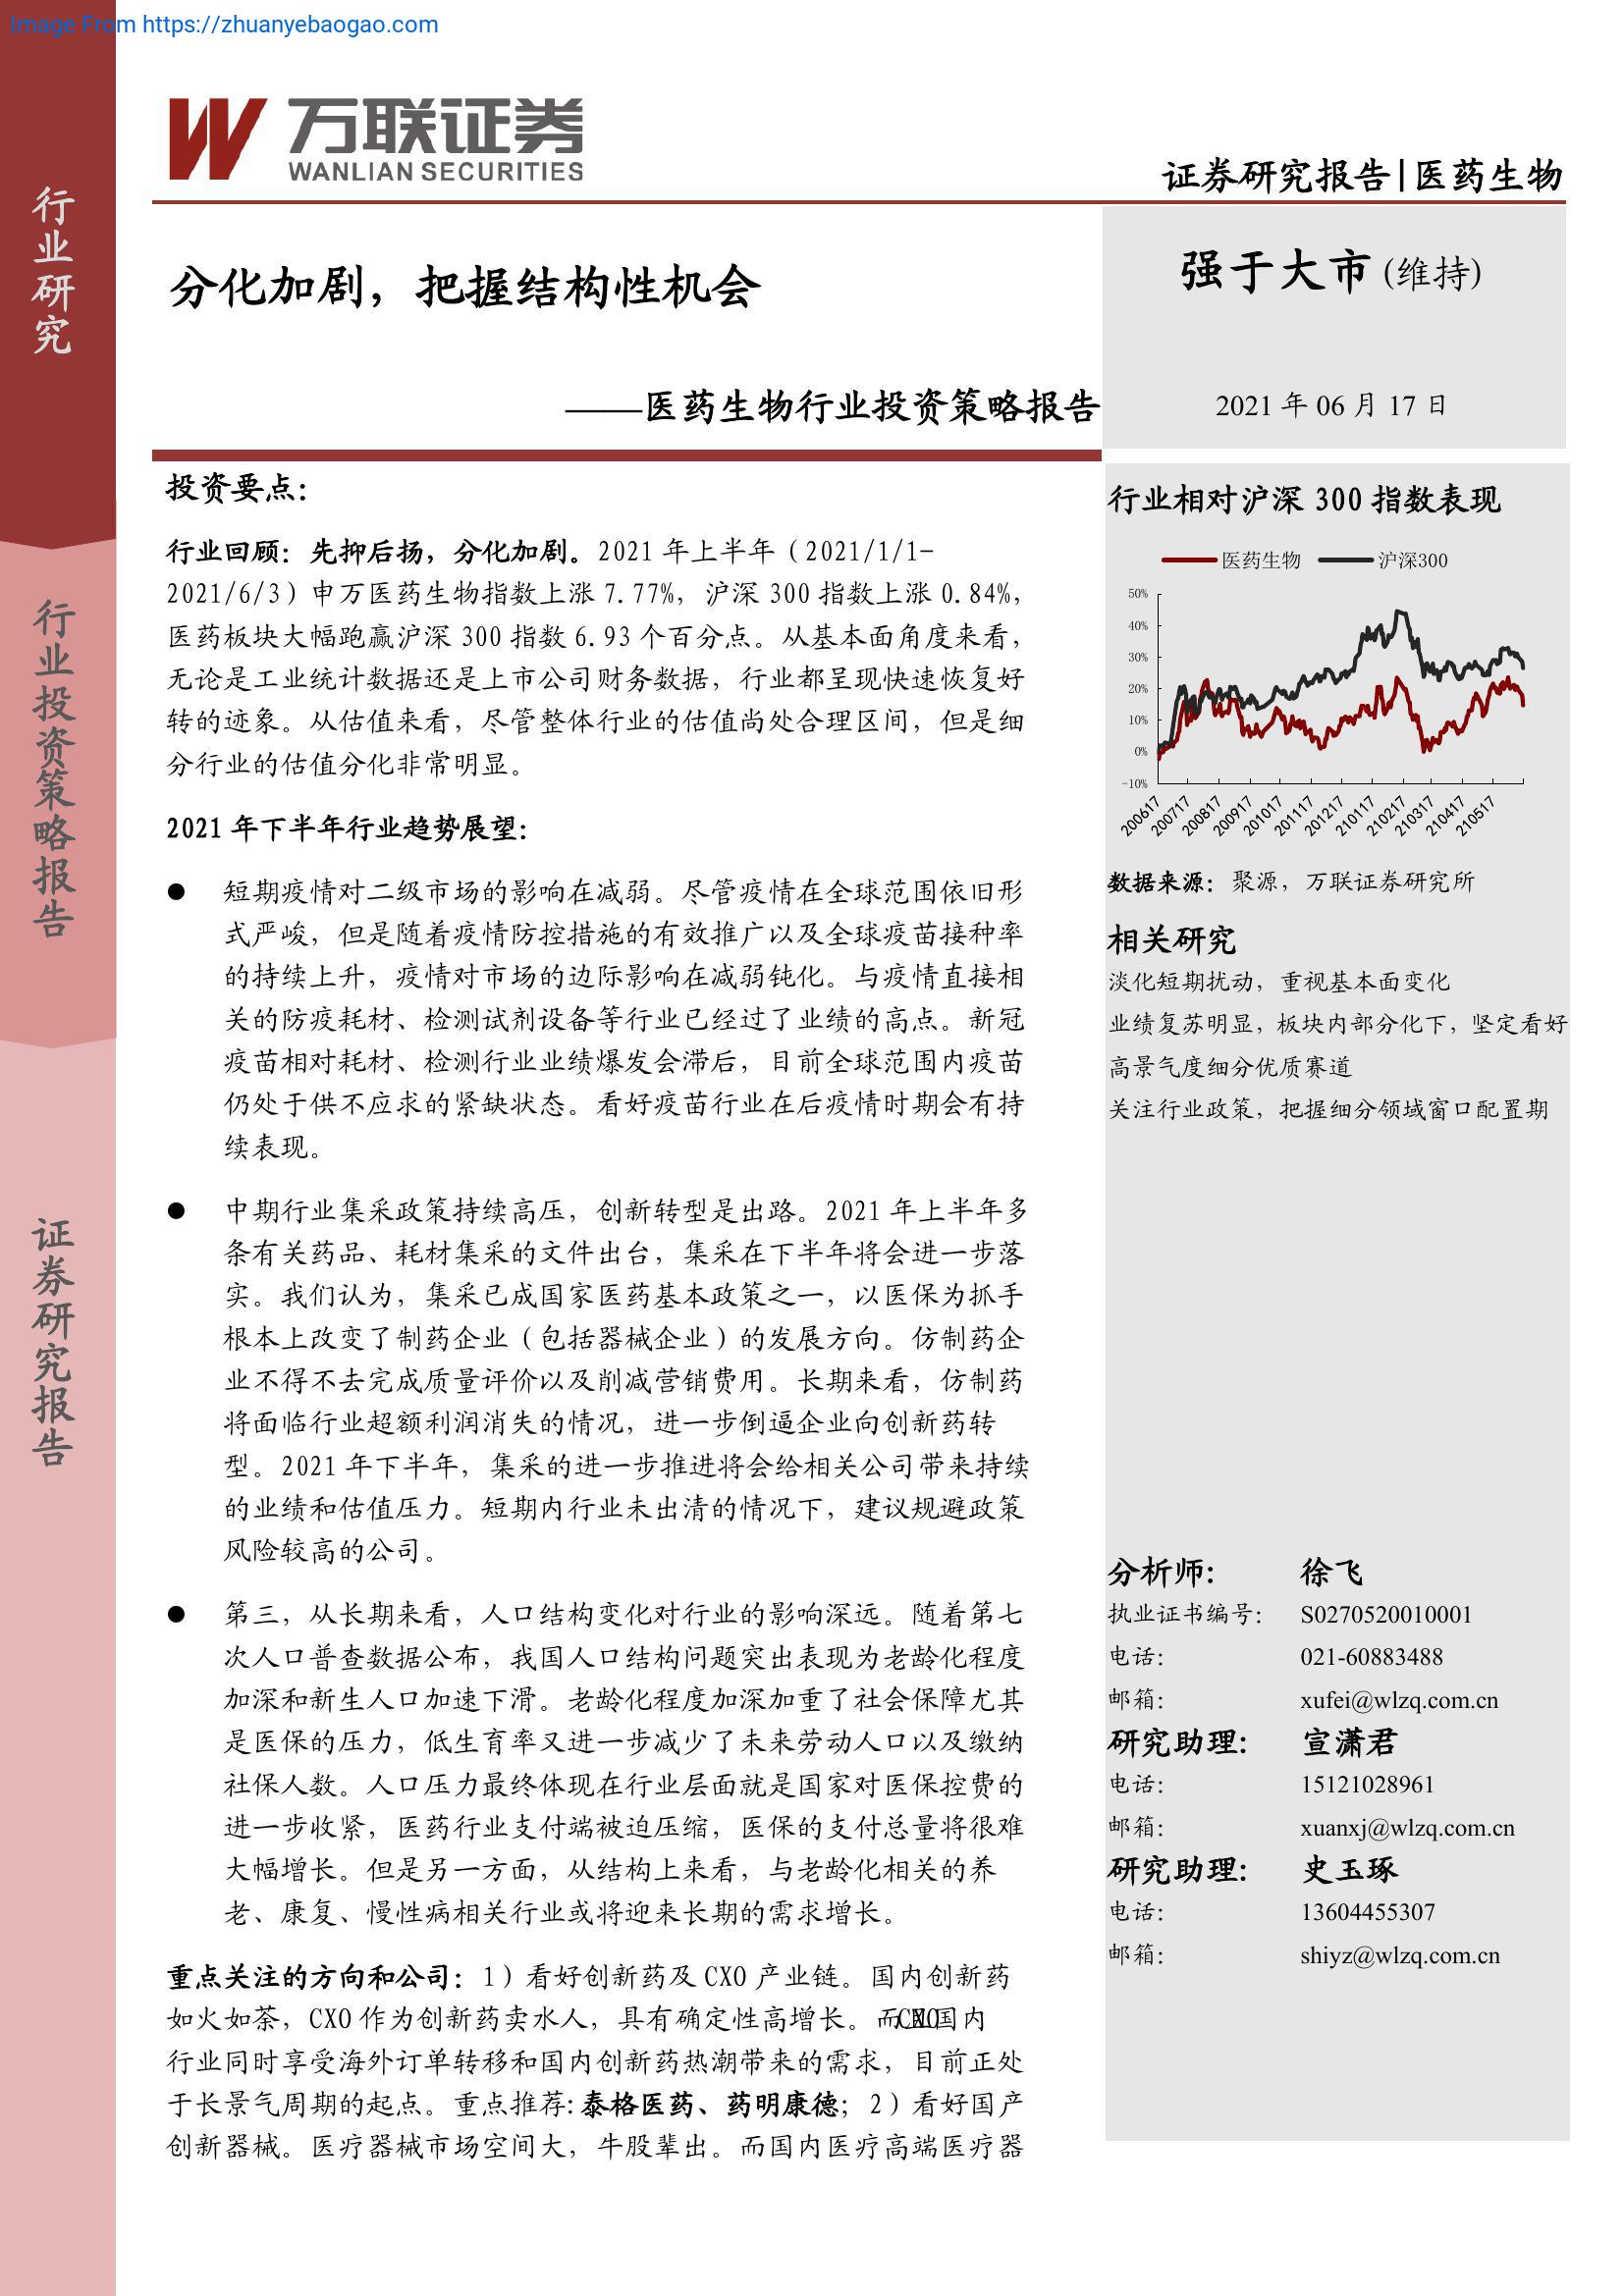 Image From https://zhuanyebaogao.com
万联证券
WANLIAN SECURITIES
证券研究报告|医药生物
行业研究
行业投资策略报告
证券研究报告
分化加剧，把握结构性机会
——医药生物行业投资策略报告
强于大市(维持)
2021 年 06 月 17 日
投资要点：
行业回顾：先抑后扬，分化加剧。2021 年上半年（2021/1/1-
2021/6/3）申万医药生物指数上涨 7.77%，沪深 300 指数上涨 0.84%，
医药板块大幅跑赢沪深 300 指数 6.93 个百分点。从基本面角度来看，
无论是工业统计数据还是上市公司财务数据，行业都呈现快速恢复好
转的迹象。从估值来看，尽管整体行业的估值尚处合理区间，但是细
分行业的估值分化非常明显。
2021 年下半年行业趋势展望：
● 短期疫情对二级市场的影响在减弱。尽管疫情在全球范围依旧形
式严峻，但是随着疫情防控措施的有效推广以及全球疫苗接种率
的持续上升，疫情对市场的边际影响在减弱钝化。与疫情直接相
关的防疫耗材、检测试剂设备等行业已经过了业绩的高点。新冠
疫苗相对耗材、检测行业业绩爆发会滞后，目前全球范围内疫苗
仍处于供不应求的紧缺状态。看好疫苗行业在后疫情时期会有持
续表现。
● 中期行业集采政策持续高压，创新转型是出路。2021 年上半年多
条有关药品、耗材集采的文件出台，集采在下半年将会进一步落
实。我们认为，集采已成国家医药基本政策之一，以医保为抓手
根本上改变了制药企业（包括器械企业）的发展方向。仿制药企
业不得不去完成质量评价以及削减营销费用。长期来看，仿制药
将面临行业超额利润消失的情况，进一步倒逼企业向创新药转
型。2021 年下半年，集采的进一步推进将会给相关公司带来持续
的业绩和估值压力。短期内行业未出清的情况下，建议规避政策
风险较高的公司。
● 第三，从长期来看，人口结构变化对行业的影响深远。随着第七
次人口普查数据公布，我国人口结构问题突出表现为老龄化程度
加深和新生人口加速下滑。老龄化程度加深加重了社会保障尤其
是医保的压力，低生育率又进一步减少了未来劳动人口以及缴纳
社保人数。人口压力最终体现在行业层面就是国家对医保控费的
进一步收紧，医药行业支付端被迫压缩，医保的支付总量将很难
大幅增长。但是另一方面，从结构上来看，与老龄化相关的养
老、康复、慢性病相关行业或将迎来长期的需求增长。
重点关注的方向和公司：1）看好创新药及 CXO 产业链。国内创新药
如火如荼，CXO 作为创新药卖水人，具有确定性高增长。而且国内
行业同时享受海外订单转移和国内创新药热潮带来的需求，目前正处
于长景气周期的起点。重点推荐：泰格医药、药明康德；2）看好国产
创新器械。医疗器械市场空间大，牛股辈出。而国内医疗高端医疗器
行业相对沪深 300 指数表现
医药生物 沪深300
50%
40%
30%
20%
10%
0%
-10%
200617 200717 200817 200917 201017 201117 201217 210117 210217 210317 210417 210517
数据来源：聚源，万联证券研究所
相关研究
淡化短期扰动，重视基本面变化
业绩复苏明显，板块内部分化下，坚定看好
高景气度细分优质赛道
关注行业政策，把握细分领域窗口配置期
分析师： 徐飞
执业证书编号： S0270520010001
电话： 021-60883488
邮箱： xufei@wlzq.com.cn
研究助理： 宣潇君
电话： 15121028961
邮箱： xuanxj@wlzq.com.cn
研究助理： 史玉琢
电话： 13604455307
邮箱： shiyz@wlzq.com.cn